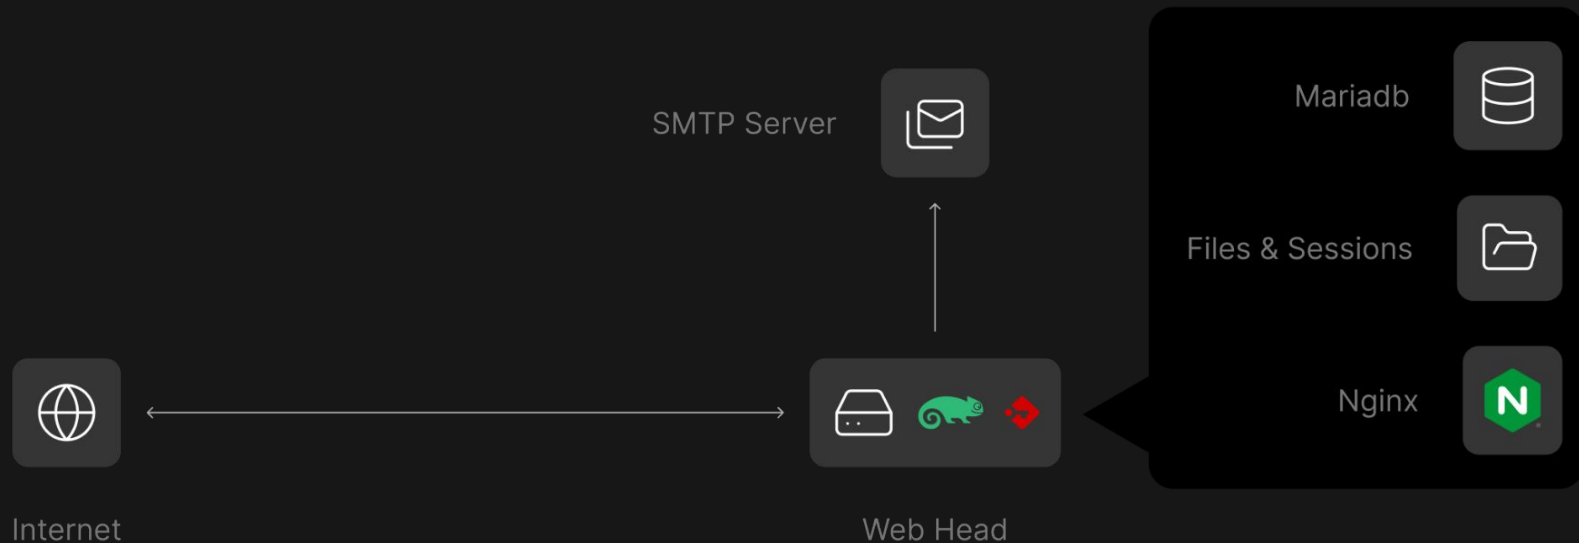 SMTP Server
Mariadb
Files & Sessions
Nginx
N
Internet
Web Head